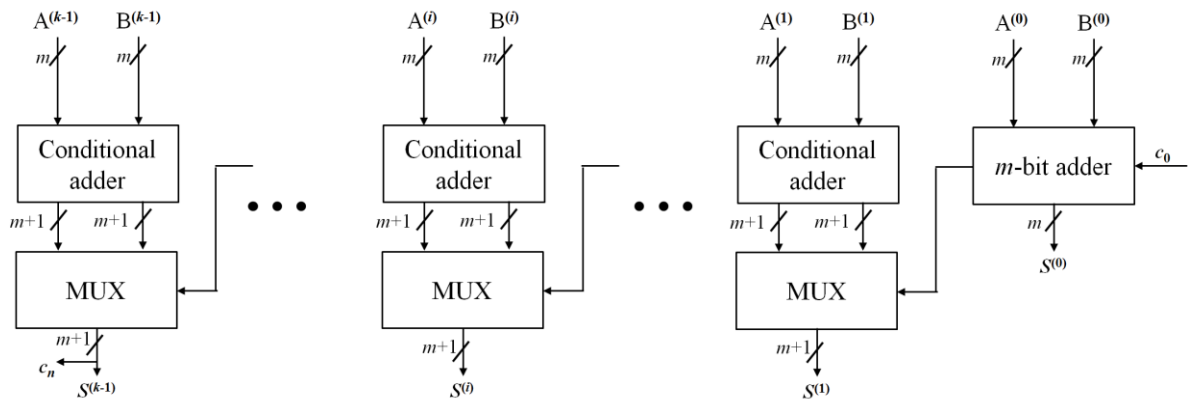 A(k-1) B(k-1) A(i) B(i) A(1) B(1) A(0) B(0)
m m m m m m m m
Conditional adder Conditional adder Conditional adder m-bit adder c0
m+1 m+1 m+1 m+1 m+1 m+1 m
S(0)
MUX MUX MUX
m+1 m+1 m+1
cn
S(k-1) S(i) S(1)